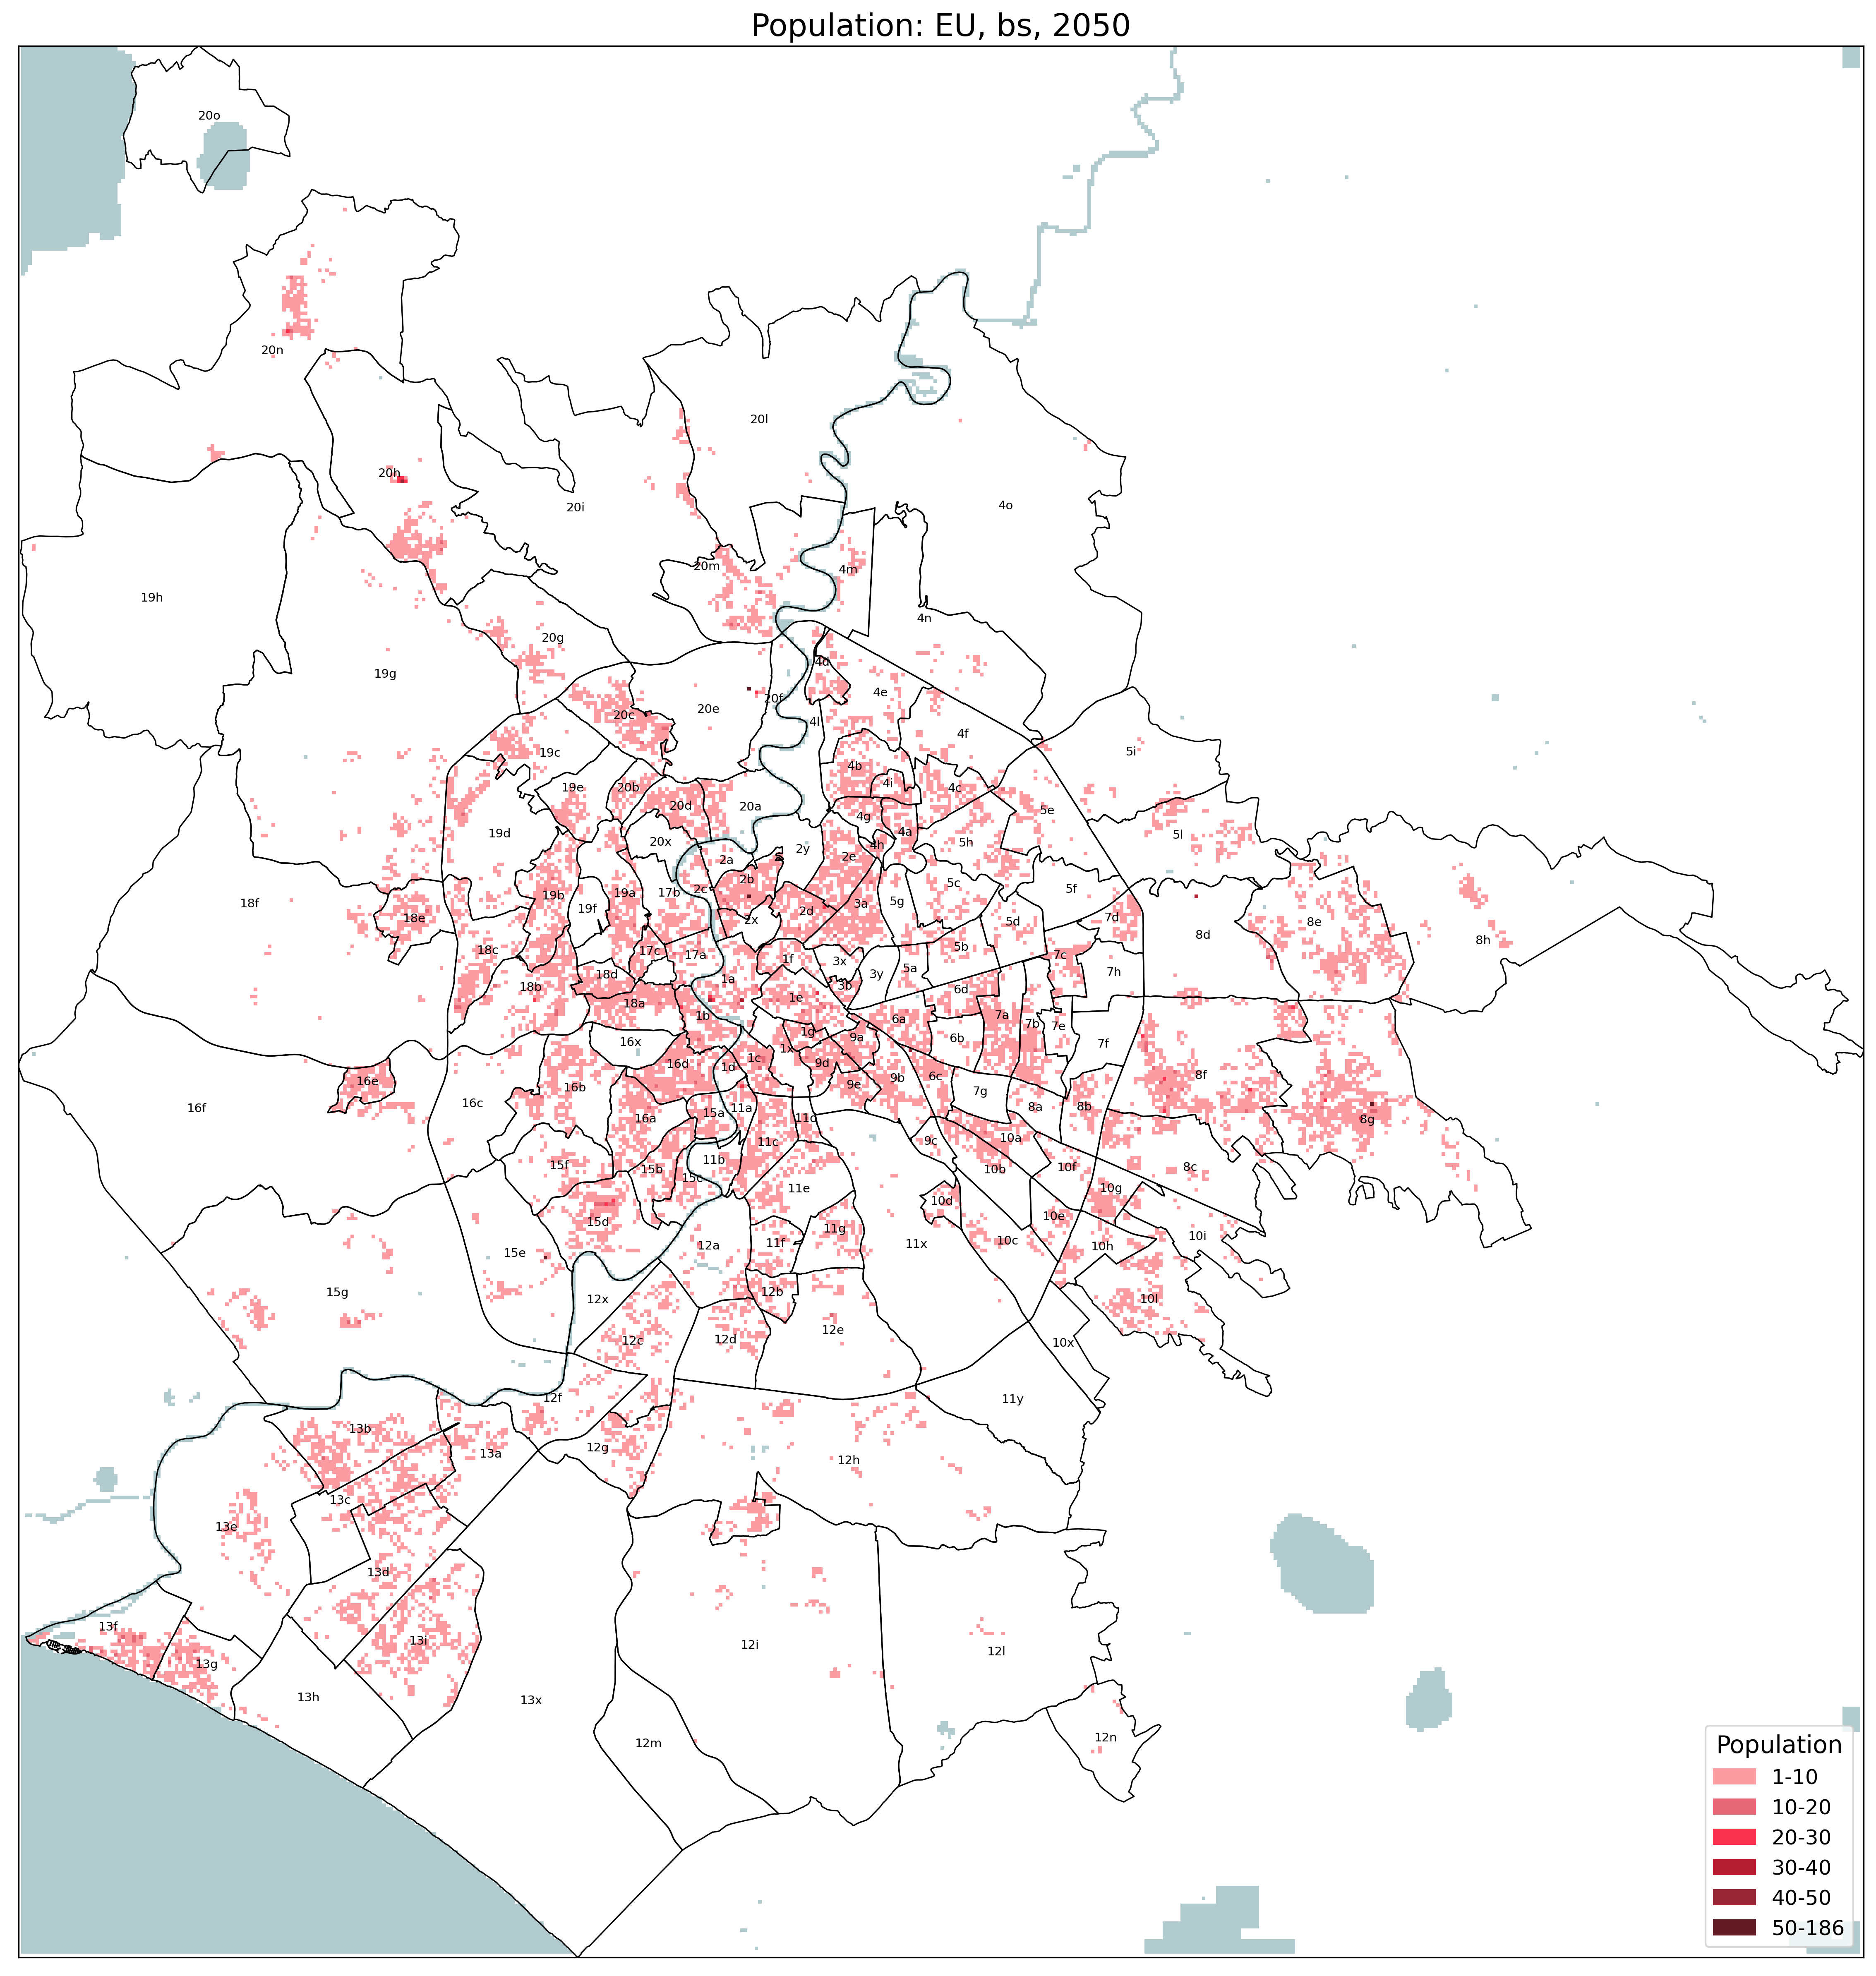 Population: EU, bs, 2050
20o
20n
20l
20h
20i
4o
20m
4m
19h
4n
20g
4d
19g
4e
20f
20c
20e
4l
4f
19c
5i
4b
4i
19e
20b
4c
20d
20a
5e
4g
19d
4a
5l
20x
4h
5h
2y
2a
2e
2b
5c
5f
2c
19b
19a
17b
18f
3a
5g
19f
2d
7d
18e
2x
5d
8e
8d
8h
5b
18c
17c
17a
1f
3x
7c
5a
3y
7h
18d
1a
18b
3b
6d
1e
18a
1b
7a
6a
7b
7e
1g
9a
6b
16x
7f
1x
1c
16d
1d
9d
8f
6c
9b
16e
9e
16b
7g
16c
16f
11a
8a
8b
15a
16a
11d
8g
10a
11c
9c
11b
15f
15b
10b
10f
8c
15c
11e
10g
10d
10e
15d
11g
10i
11f
10c
11x
12a
10h
15e
15g
12b
12x
10l
12e
12d
12c
10x
12f
11y
13b
12g
13a
12h
13c
13e
13d
13f
13i
12i
12l
13g
13h
13x
12n
12m
Population
1-10
10-20
20-30
30-40
40-50
50-186